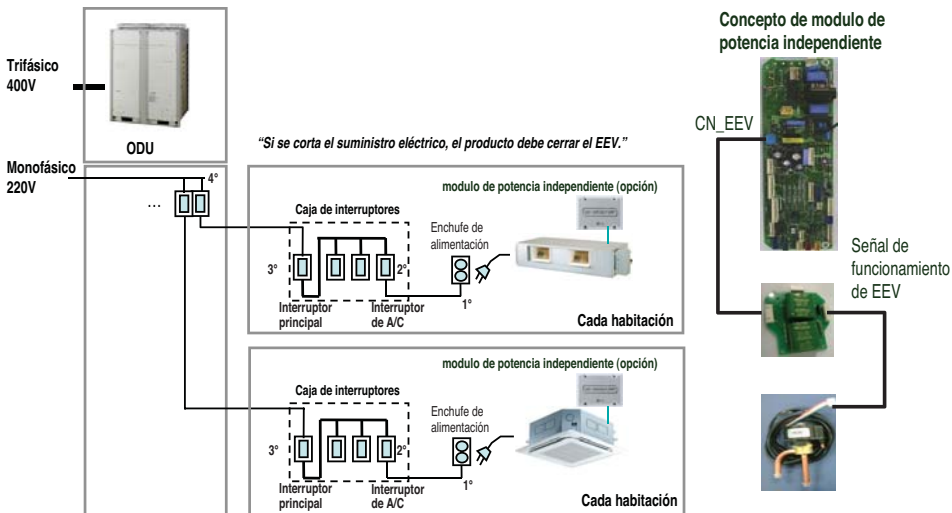 Concepto de modulo de
potencia independiente
Trifásico
400V
ODU
CN_EEV
“Si se corta el suministro eléctrico, el producto debe cerrar el EEV.”
Monofásico
220V
4°
...
modulo de potencia independiente (opción)
Caja de interruptores
Enchufe de
alimentación
3°
2°
1°
Interruptor
principal
Interruptor
de A/C
Cada habitación
Señal de
funcionamiento
de EEV
modulo de potencia independiente (opción)
Caja de interruptores
Enchufe de
alimentación
3°
2°
1°
Interruptor
principal
Interruptor
de A/C
Cada habitación